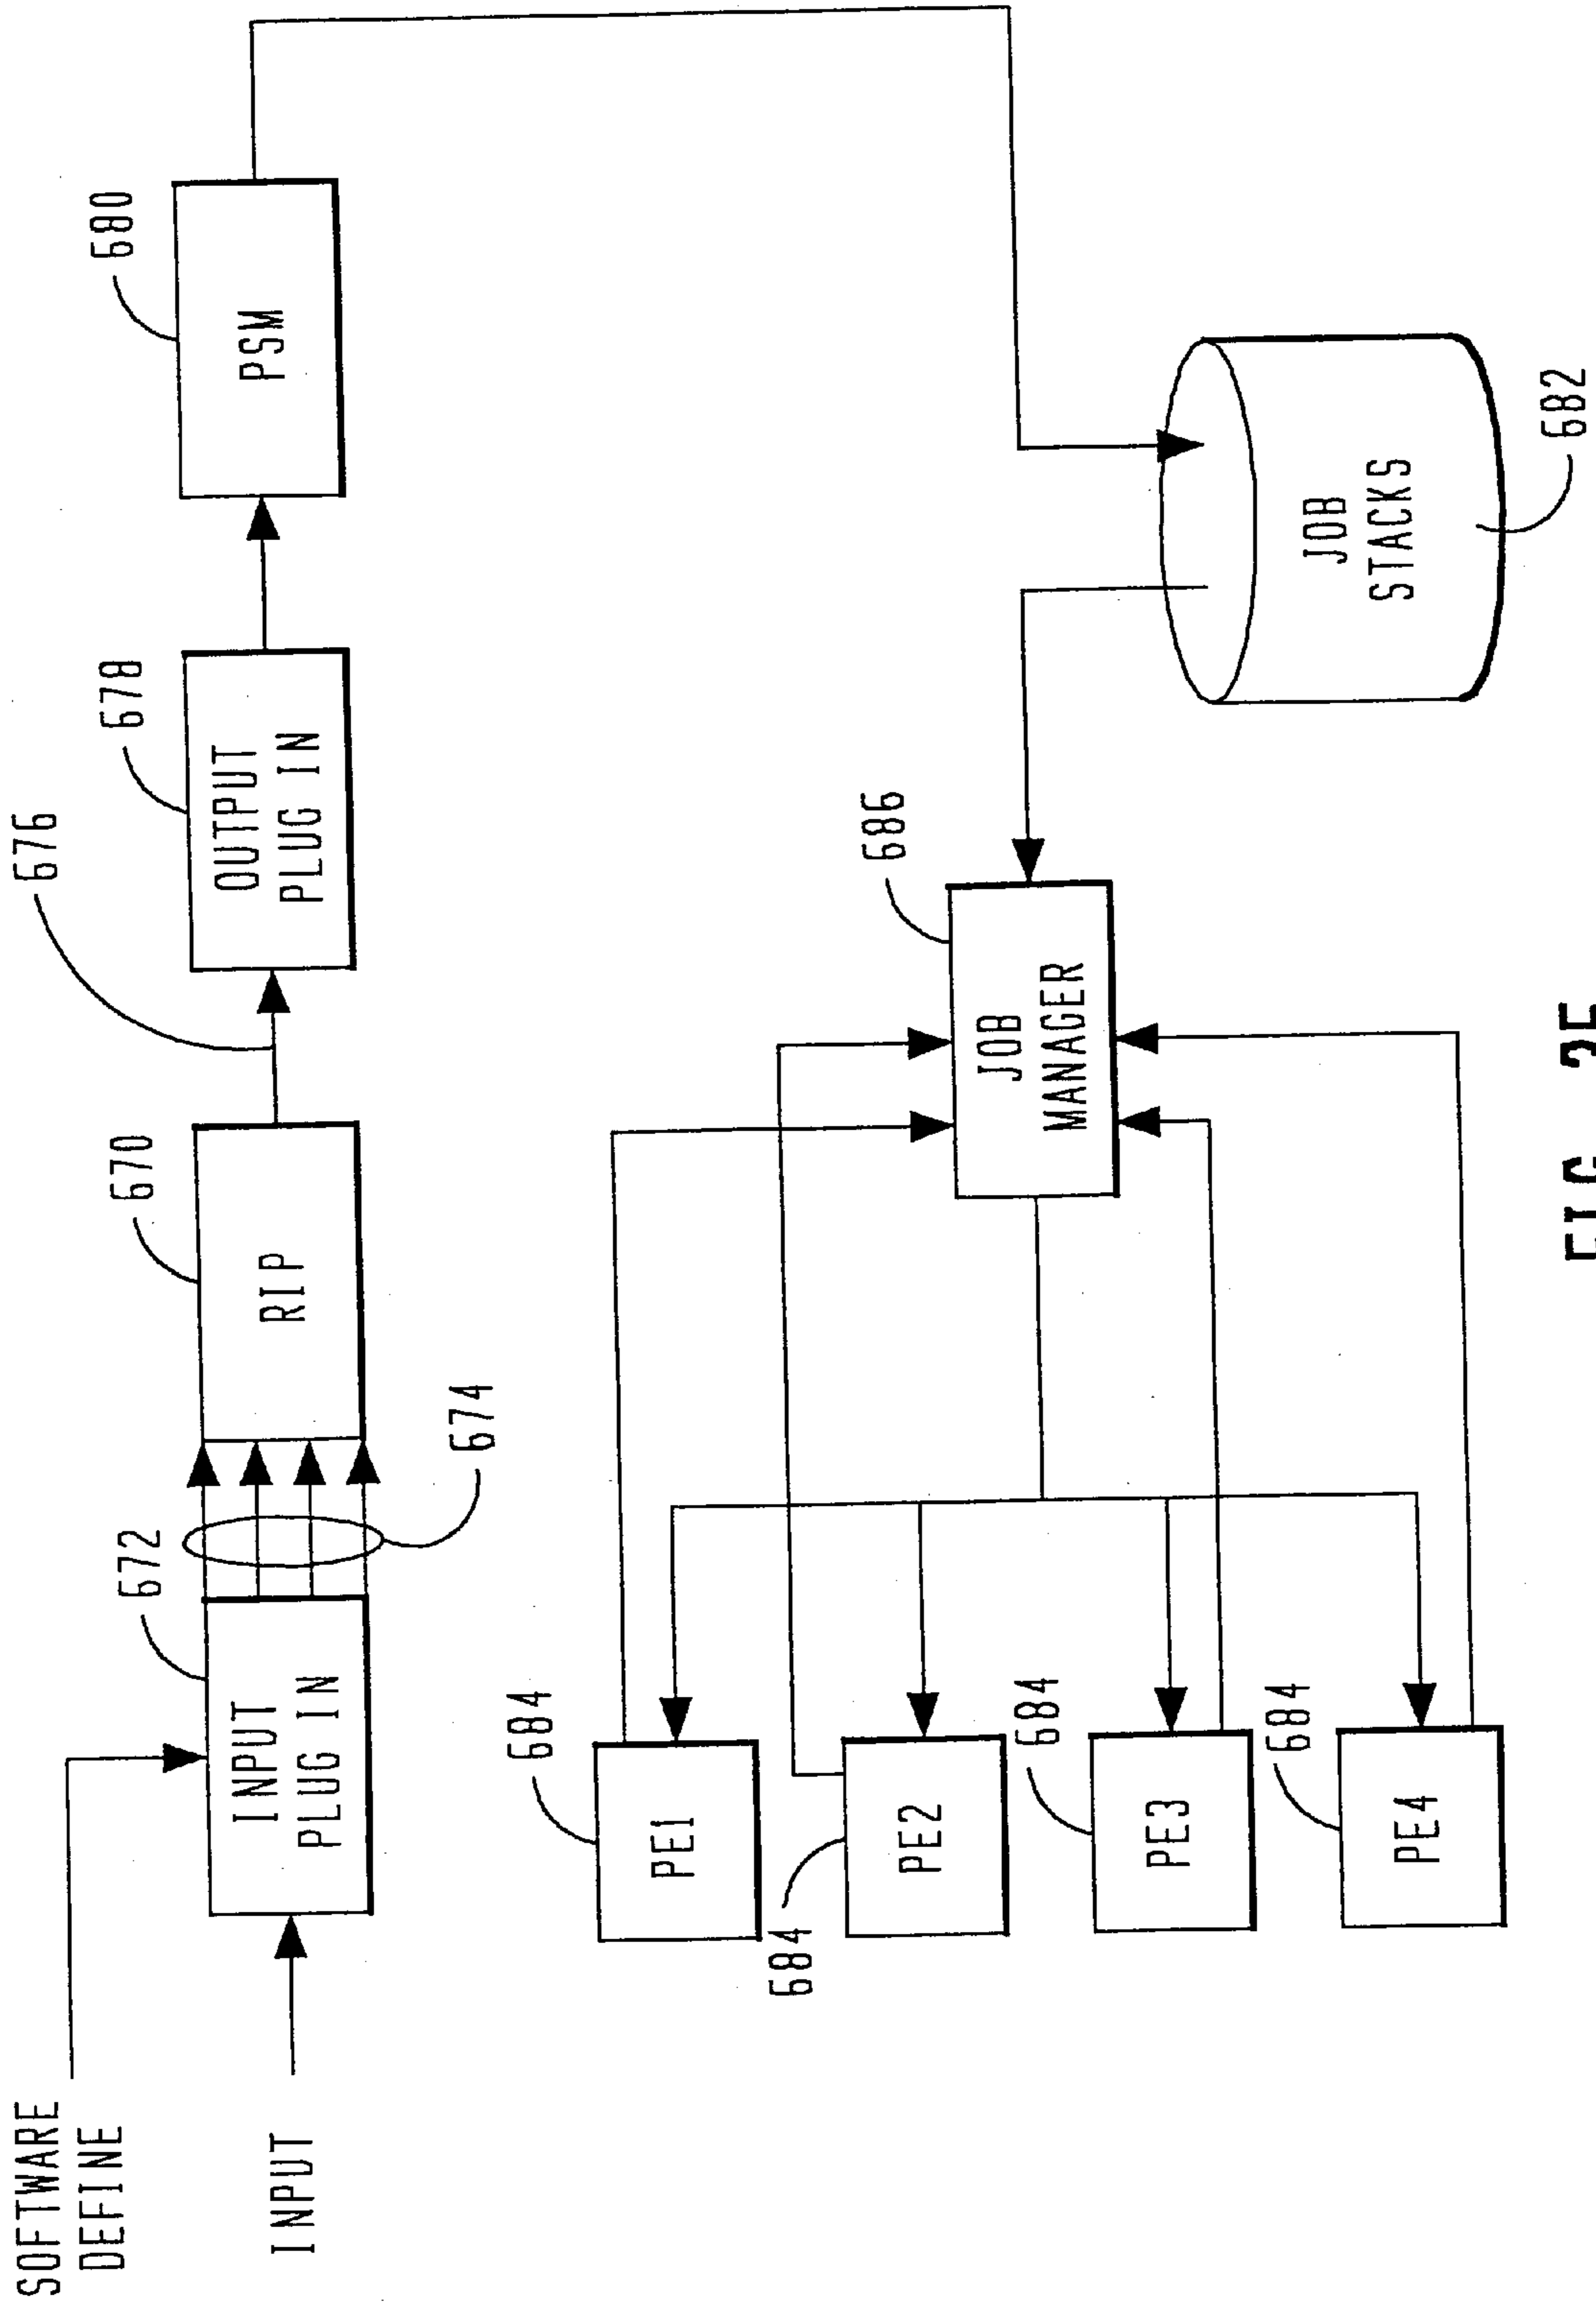 SOFTWARE
DEFINE
INPUT
672
INPUT
PLUG IN
674
670
RIP
676
678
OUTPUT
PLUG IN
680
PSM
684
PE1
684
PE2
684
PE3
684
PE4
686
JOB
MANAGER
JOB
STACKS
682